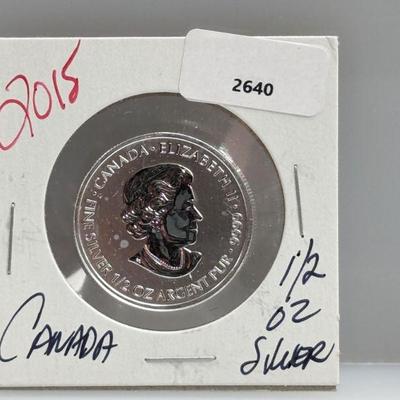 2015
2640
CANADA · ELIZABETH II · 9999
FINE SILVER 1/2 OZ ARGENT PUR
CANADA
1/2
OZ
SILVER